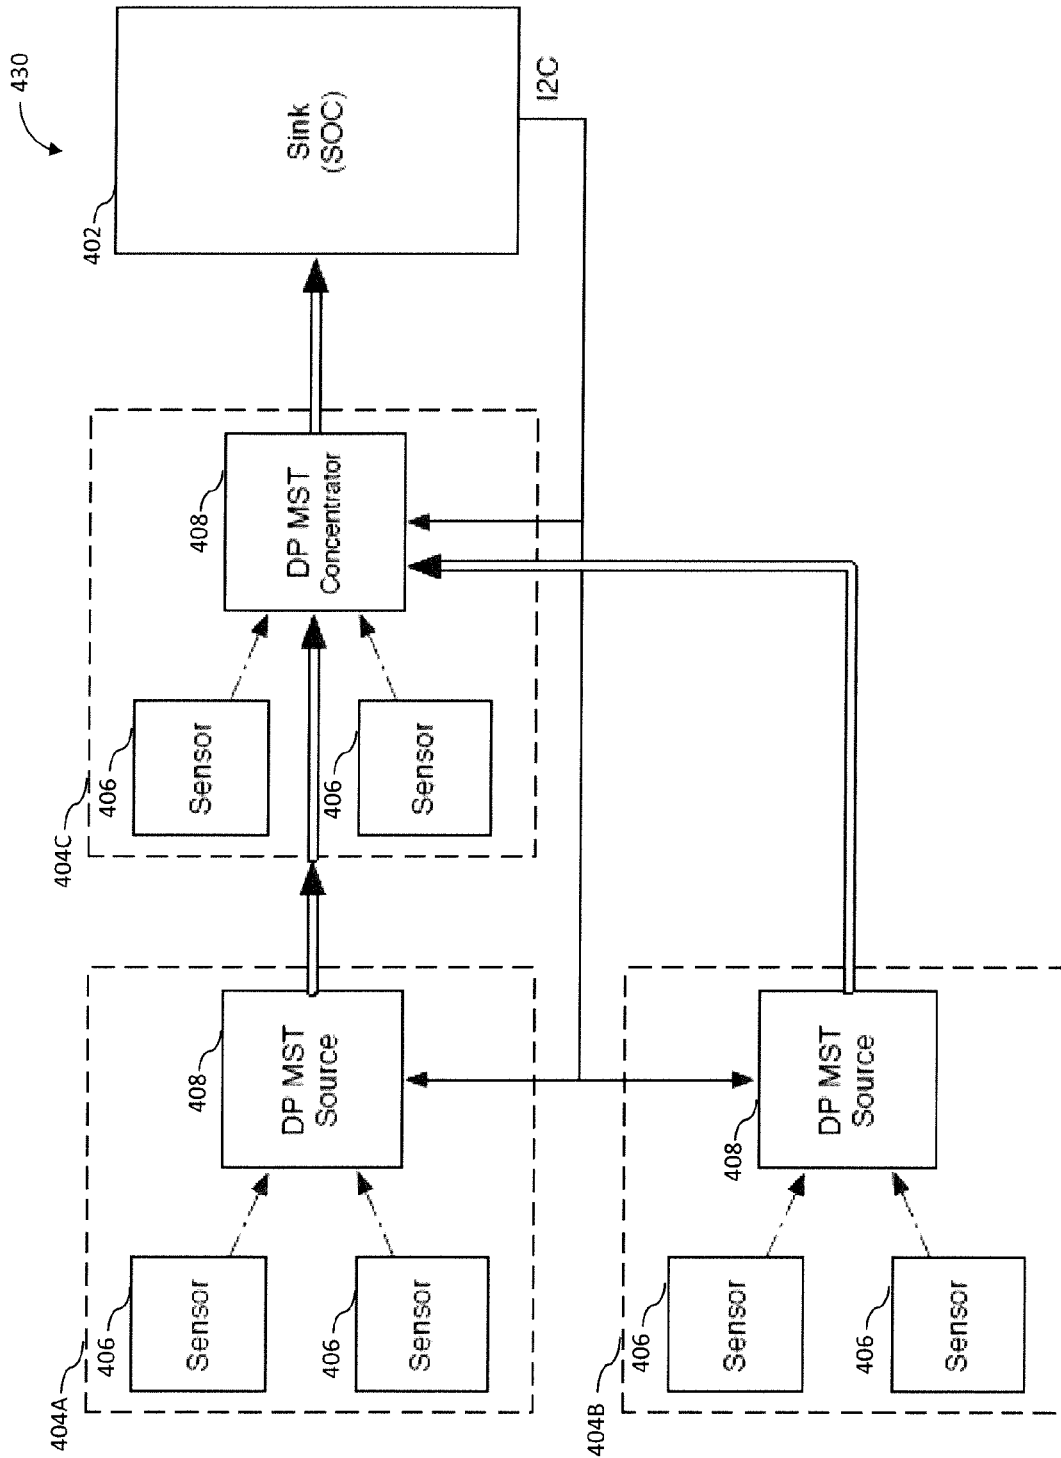 430
402
Sink
(SOC)
I2C
404C
408
DP MST
Concentrator
406
Sensor
406
Sensor
404A
408
DP MST
Source
406
Sensor
406
Sensor
404B
408
DP MST
Source
406
Sensor
406
Sensor